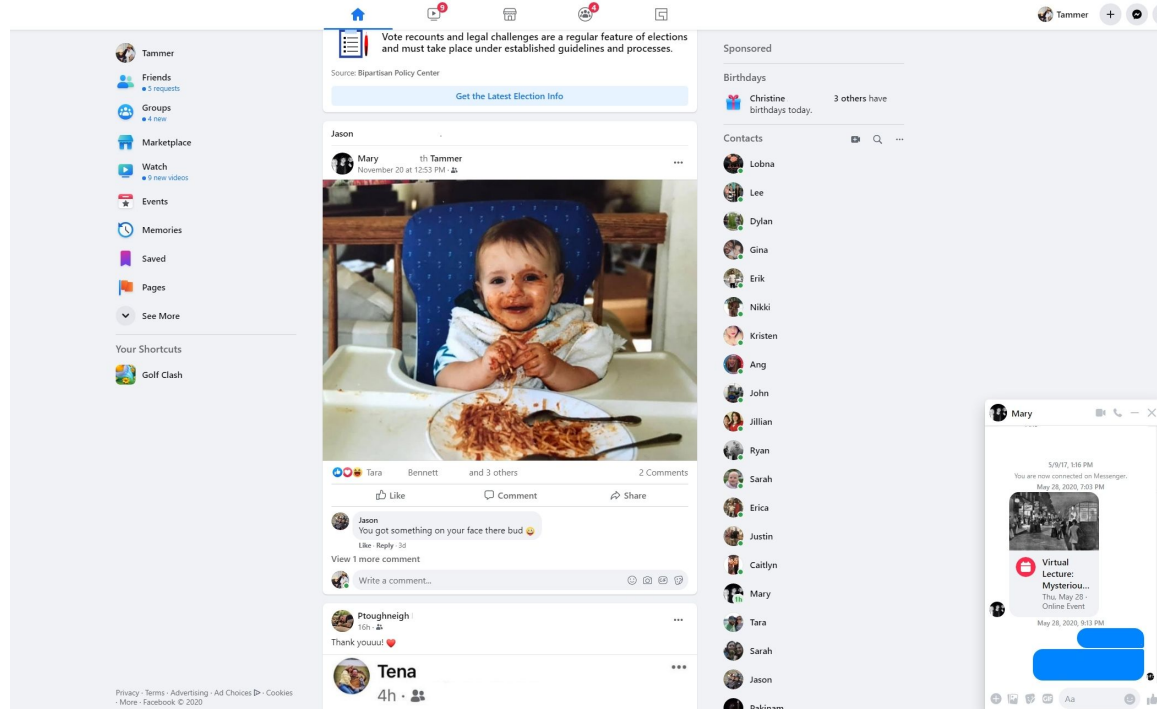 9
4
Tammer
Tammer
Friends
5 requests
Groups
4 new
Marketplace
Watch
9 new videos
Events
Memories
Saved
Pages
See More
Your Shortcuts
Golf Clash
Privacy · Terms · Advertising · Ad Choices · Cookies
· More · Facebook © 2020
Vote recounts and legal challenges are a regular feature of elections
and must take place under established guidelines and processes.
Source: Bipartisan Policy Center
Get the Latest Election Info
Jason
Mary th Tammer
November 20 at 12:53 PM ·
Tara Bennett and 3 others
2 Comments
Like Comment Share
Jason
You got something on your face there bud
Like · Reply · 3d
View 1 more comment
Write a comment...
GIF
Ptoughneigh
16h ·
Thank youuu!
Tena
4h ·
Sponsored
Birthdays
Christine 3 others have
birthdays today.
Contacts
Lobna
Lee
Dylan
Gina
Erik
Nikki
Kristen
Ang
John
Jillian
Ryan
Sarah
Erica
Justin
Caitlyn
Mary
1h
Tara
Sarah
Jason
Pakinam
Mary
5/9/17, 1:16 PM
You are now connected on Messenger.
May 28, 2020, 7:03 PM
Virtual
Lecture:
Mysteriou...
Thu, May 28 -
Online Event
May 28, 2020, 9:13 PM
GIF
Aa